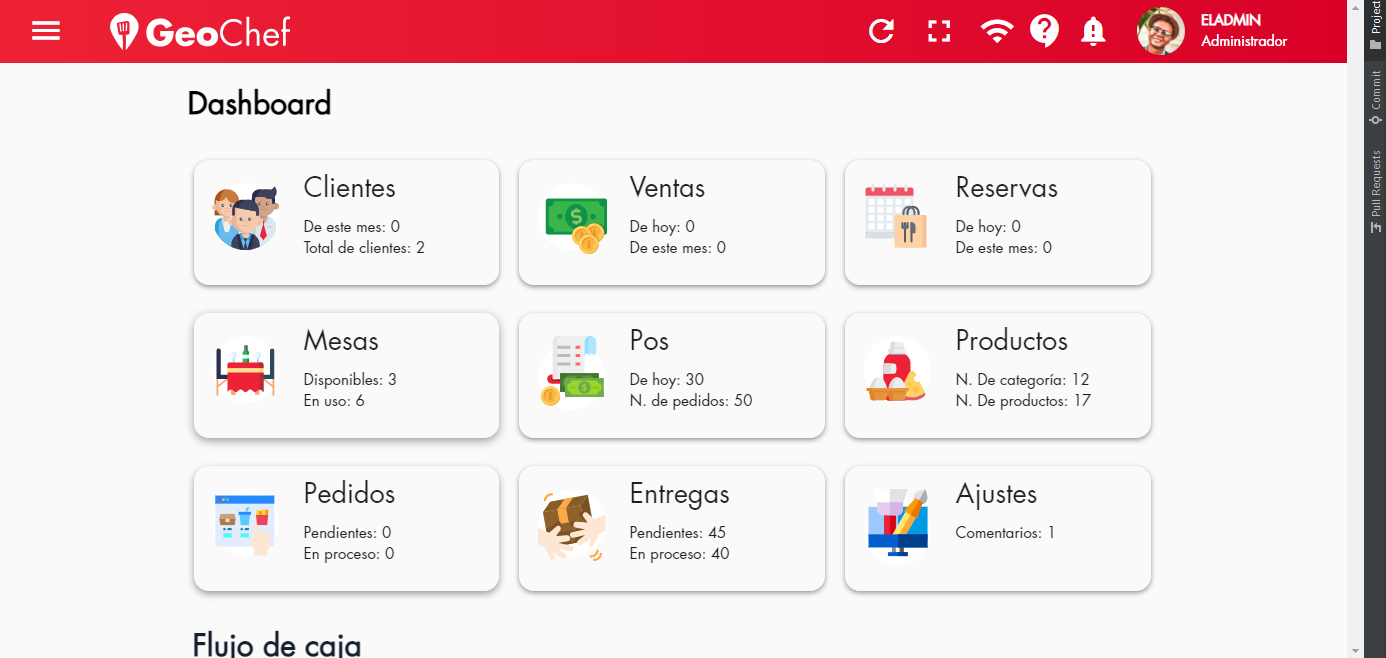 GeoChef
ELADMIN
Administrador
Dashboard
Clientes
De este mes: 0
Total de clientes: 2
Ventas
De hoy: 0
De este mes: 0
Reservas
De hoy: 0
De este mes: 0
Mesas
Disponibles: 3
En uso: 6
Pos
De hoy: 30
N. de pedidos: 50
Productos
N. De categoría: 12
N. De productos: 17
Pedidos
Pendientes: 0
En proceso: 0
Entregas
Pendientes: 45
En proceso: 40
Ajustes
Comentarios: 1
Flujo de caja
Project
Commit
Pull Requests